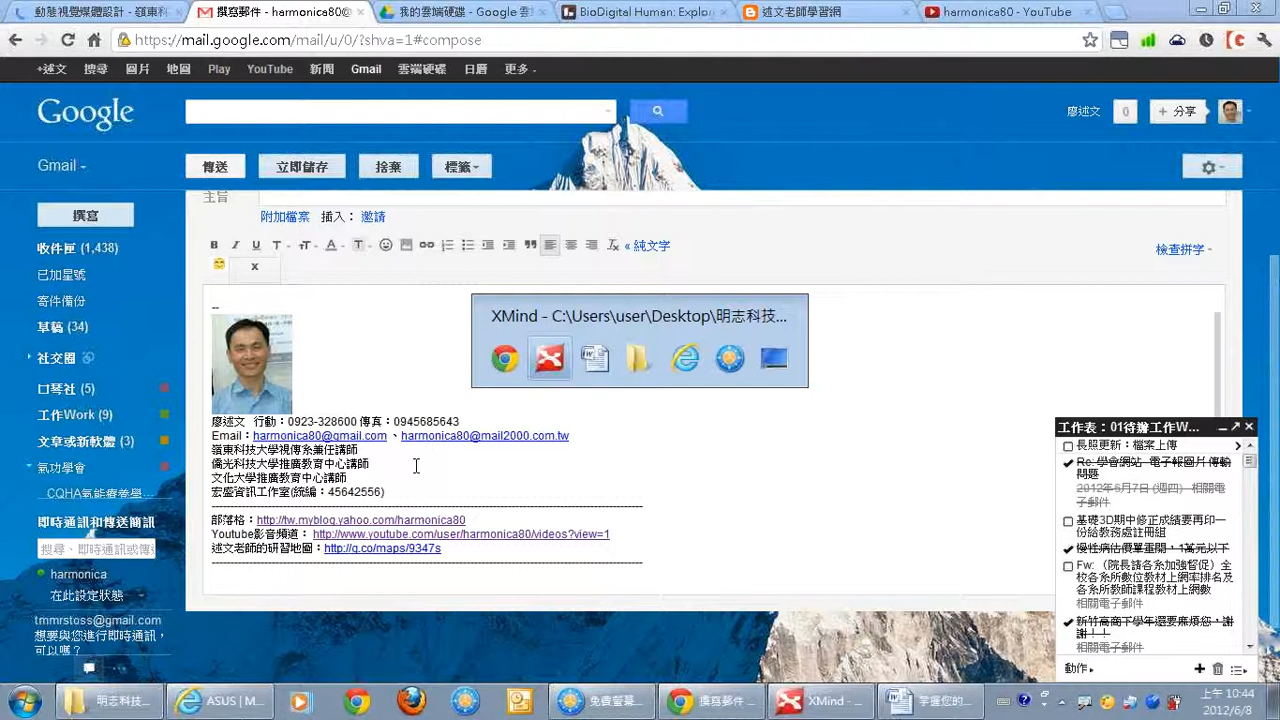 動態視覺媒體設計 - 嶺東科
撰寫郵件 - harmonica80@
我的雲端硬碟 - Google 雲
BioDigital Human: Explo
述文老師學習網
harmonica80 - YouTube
https://mail.google.com/mail/u/0/?shva=1#compose
+述文 搜尋 圖片 地圖 Play YouTube 新聞 Gmail 雲端硬碟 日曆 更多
Google
廖述文 0 + 分享
Gmail
傳送 立即儲存 捨棄 標籤
撰寫
主旨
附加檔案 插入： 邀請
B I U T T A T « 純文字
檢查拼字
x
收件匣 (1,438)
已加星號
寄件備份
草稿 (34)
社交圈
口琴社 (5)
工作Work (9)
文章或新軟體 (3)
氣功學會
CQHA氣能療差學...
即時通訊和傳送簡訊
搜尋、即時通訊或傳
harmonica
在此設定狀態
tmmrstoss@gmail.com
想要與您進行即時通訊，
可以嗎？
--
廖述文 行動：0923-328600 傳真：0945685643
Email：harmonica80@gmail.com 、harmonica80@mail2000.com.tw
嶺東科技大學視傳系兼任講師
僑光科技大學推廣教育中心講師
文化大學推廣教育中心講師
宏盛資訊工作室(統編：45642556)
部落格：http://tw.myblog.yahoo.com/harmonica80
Youtube影音頻道： http://www.youtube.com/user/harmonica80/videos?view=1
述文老師的研習地圖：http://g.co/maps/9347s
XMind - C:\Users\user\Desktop\明志科技...
工作表：01待辦工作W...
長照更新：檔案上傳
Re: 學會網站--電子報圖片傳輸
問題
2012年6月7日 (週四) - 相關電
子郵件
基礎3D期中修正成績要再印一
份給教務處註冊組
慢性病估價單重開，1萬元以下
Fw: （院長請各系加強督促）全
校各系所數位教材上網率排名及
各系所教師課程教材上網數
相關電子郵件
新竹高商下學年還要麻煩您，謝
謝！！
相關電子郵件
動作
明志科技...
ASUS | M...
免費螢幕...
撰寫郵件 ...
XMind - ...
掌握您的...
上午 10:44
2012/6/8